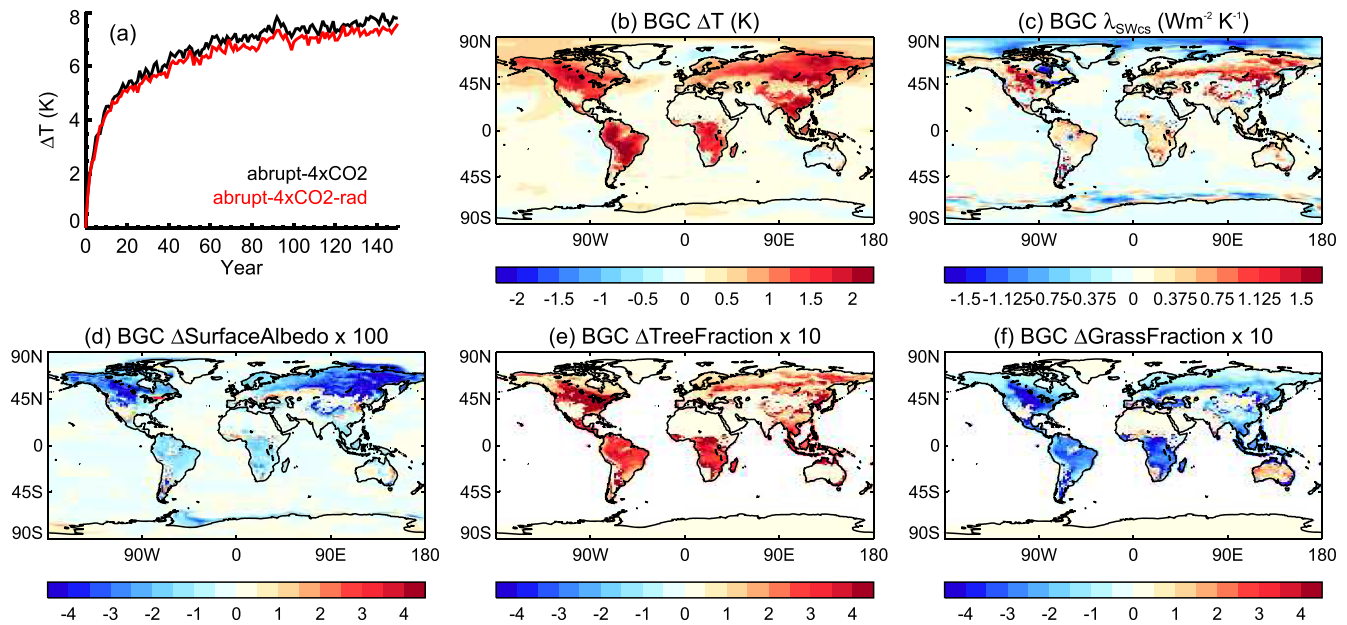 (a)
8
6
4
2
0
ΔT (K)
0 20 40 60 80 100 120 140
Year
abrupt-4xCO2
abrupt-4xCO2-rad
(b) BGC ΔT (K)
90N
45N
0
45S
90S
90W 0 90E 180
-2 -1.5 -1 -0.5 0 0.5 1 1.5 2
(c) BGC λSWcs (Wm-2 K-1)
90N
45N
0
45S
90S
90W 0 90E 180
-1.5 -1.125 -0.75 -0.375 0 0.375 0.75 1.125 1.5
(d) BGC ΔSurfaceAlbedo x 100
90N
45N
0
45S
90S
90W 0 90E 180
-4 -3 -2 -1 0 1 2 3 4
(e) BGC ΔTreeFraction x 10
90N
45N
0
45S
90S
90W 0 90E 180
-4 -3 -2 -1 0 1 2 3 4
(f) BGC ΔGrassFraction x 10
90N
45N
0
45S
90S
90W 0 90E 180
-4 -3 -2 -1 0 1 2 3 4